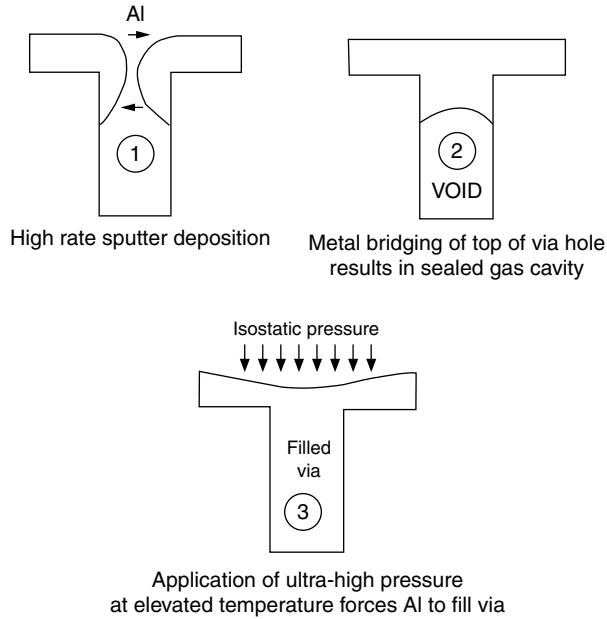 Al
1
High rate sputter deposition
2
VOID
Metal bridging of top of via hole
results in sealed gas cavity
Isostatic pressure
Filled
via
3
Application of ultra-high pressure
at elevated temperature forces Al to fill via